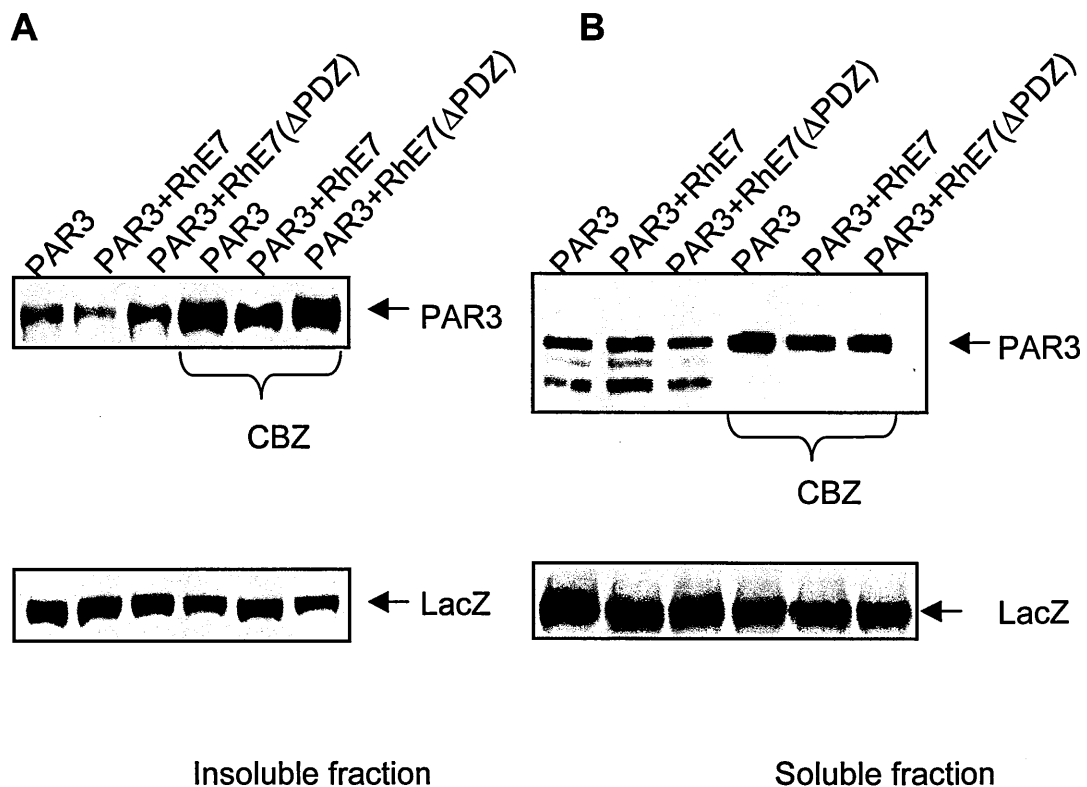 A
PAR3
PAR3+RhE7
PAR3+RhE7(ΔPDZ)
PAR3
PAR3+RhE7
PAR3+RhE7(ΔPDZ)
PAR3
CBZ
LacZ
Insoluble fraction
B
PAR3
PAR3+RhE7
PAR3+RhE7(ΔPDZ)
PAR3
PAR3+RhE7
PAR3+RhE7(ΔPDZ)
PAR3
CBZ
LacZ
Soluble fraction